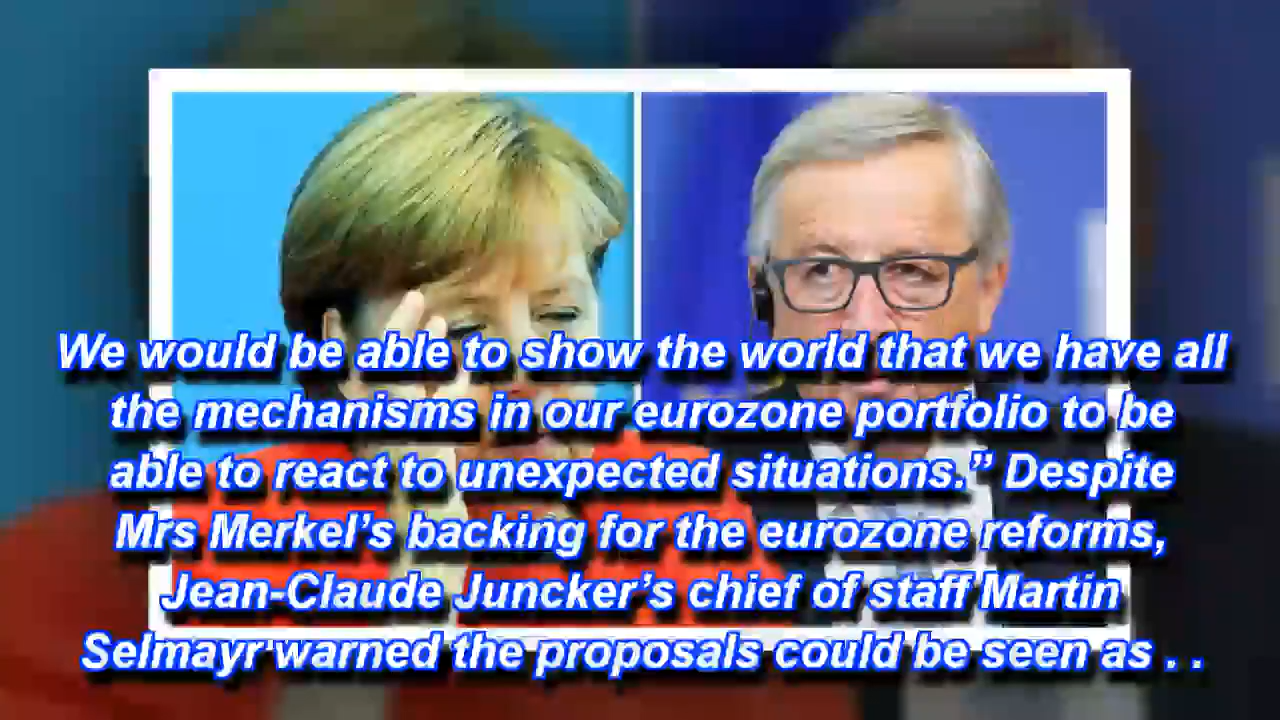 We would be able to show the world that we have all
the mechanisms in our eurozone portfolio to be
able to react to unexpected situations.” Despite
Mrs Merkel’s backing for the eurozone reforms,
Jean-Claude Juncker’s chief of staff Martin
Selmayr warned the proposals could be seen as . .